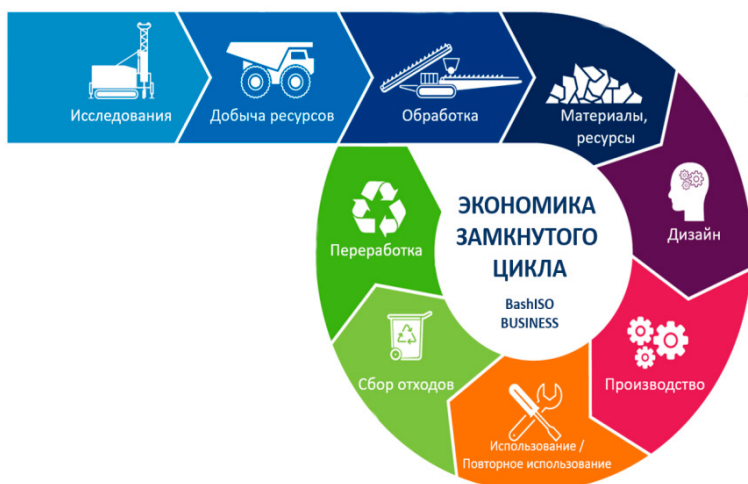 Исследования
Добыча ресурсов
Обработка
Материалы,
ресурсы
Дизайн
Производство
Использование /
Повторное использование
Сбор отходов
Переработка
ЭКОНОМИКА
ЗАМКНУТОГО
ЦИКЛА
BashISO
BUSINESS